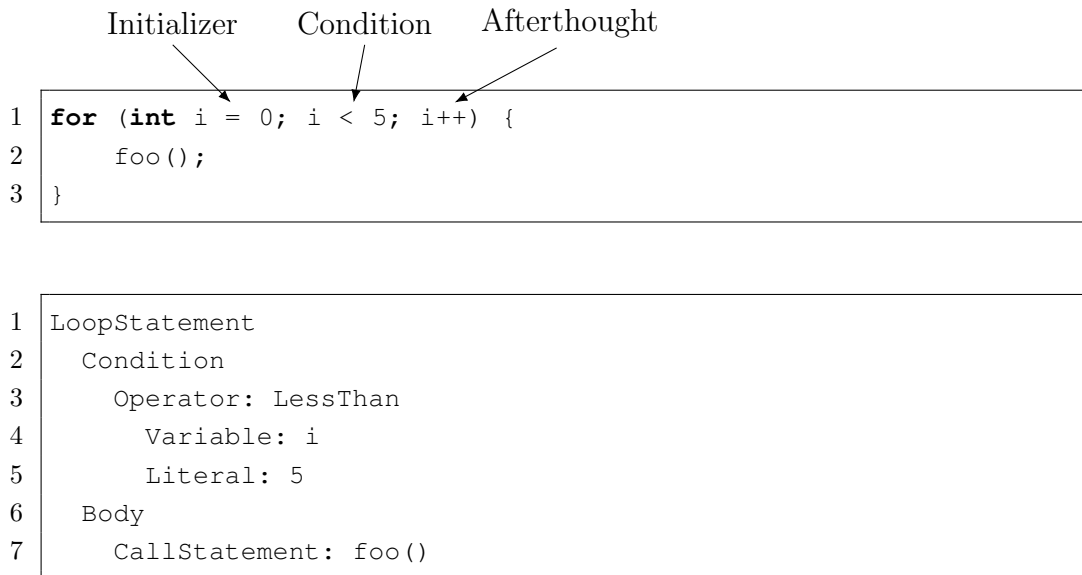 Initializer Condition Afterthought
1 for (int i = 0; i < 5; i++) {
2 foo();
3 }
1 LoopStatement
2 Condition
3 Operator: LessThan
4 Variable: i
5 Literal: 5
6 Body
7 CallStatement: foo()